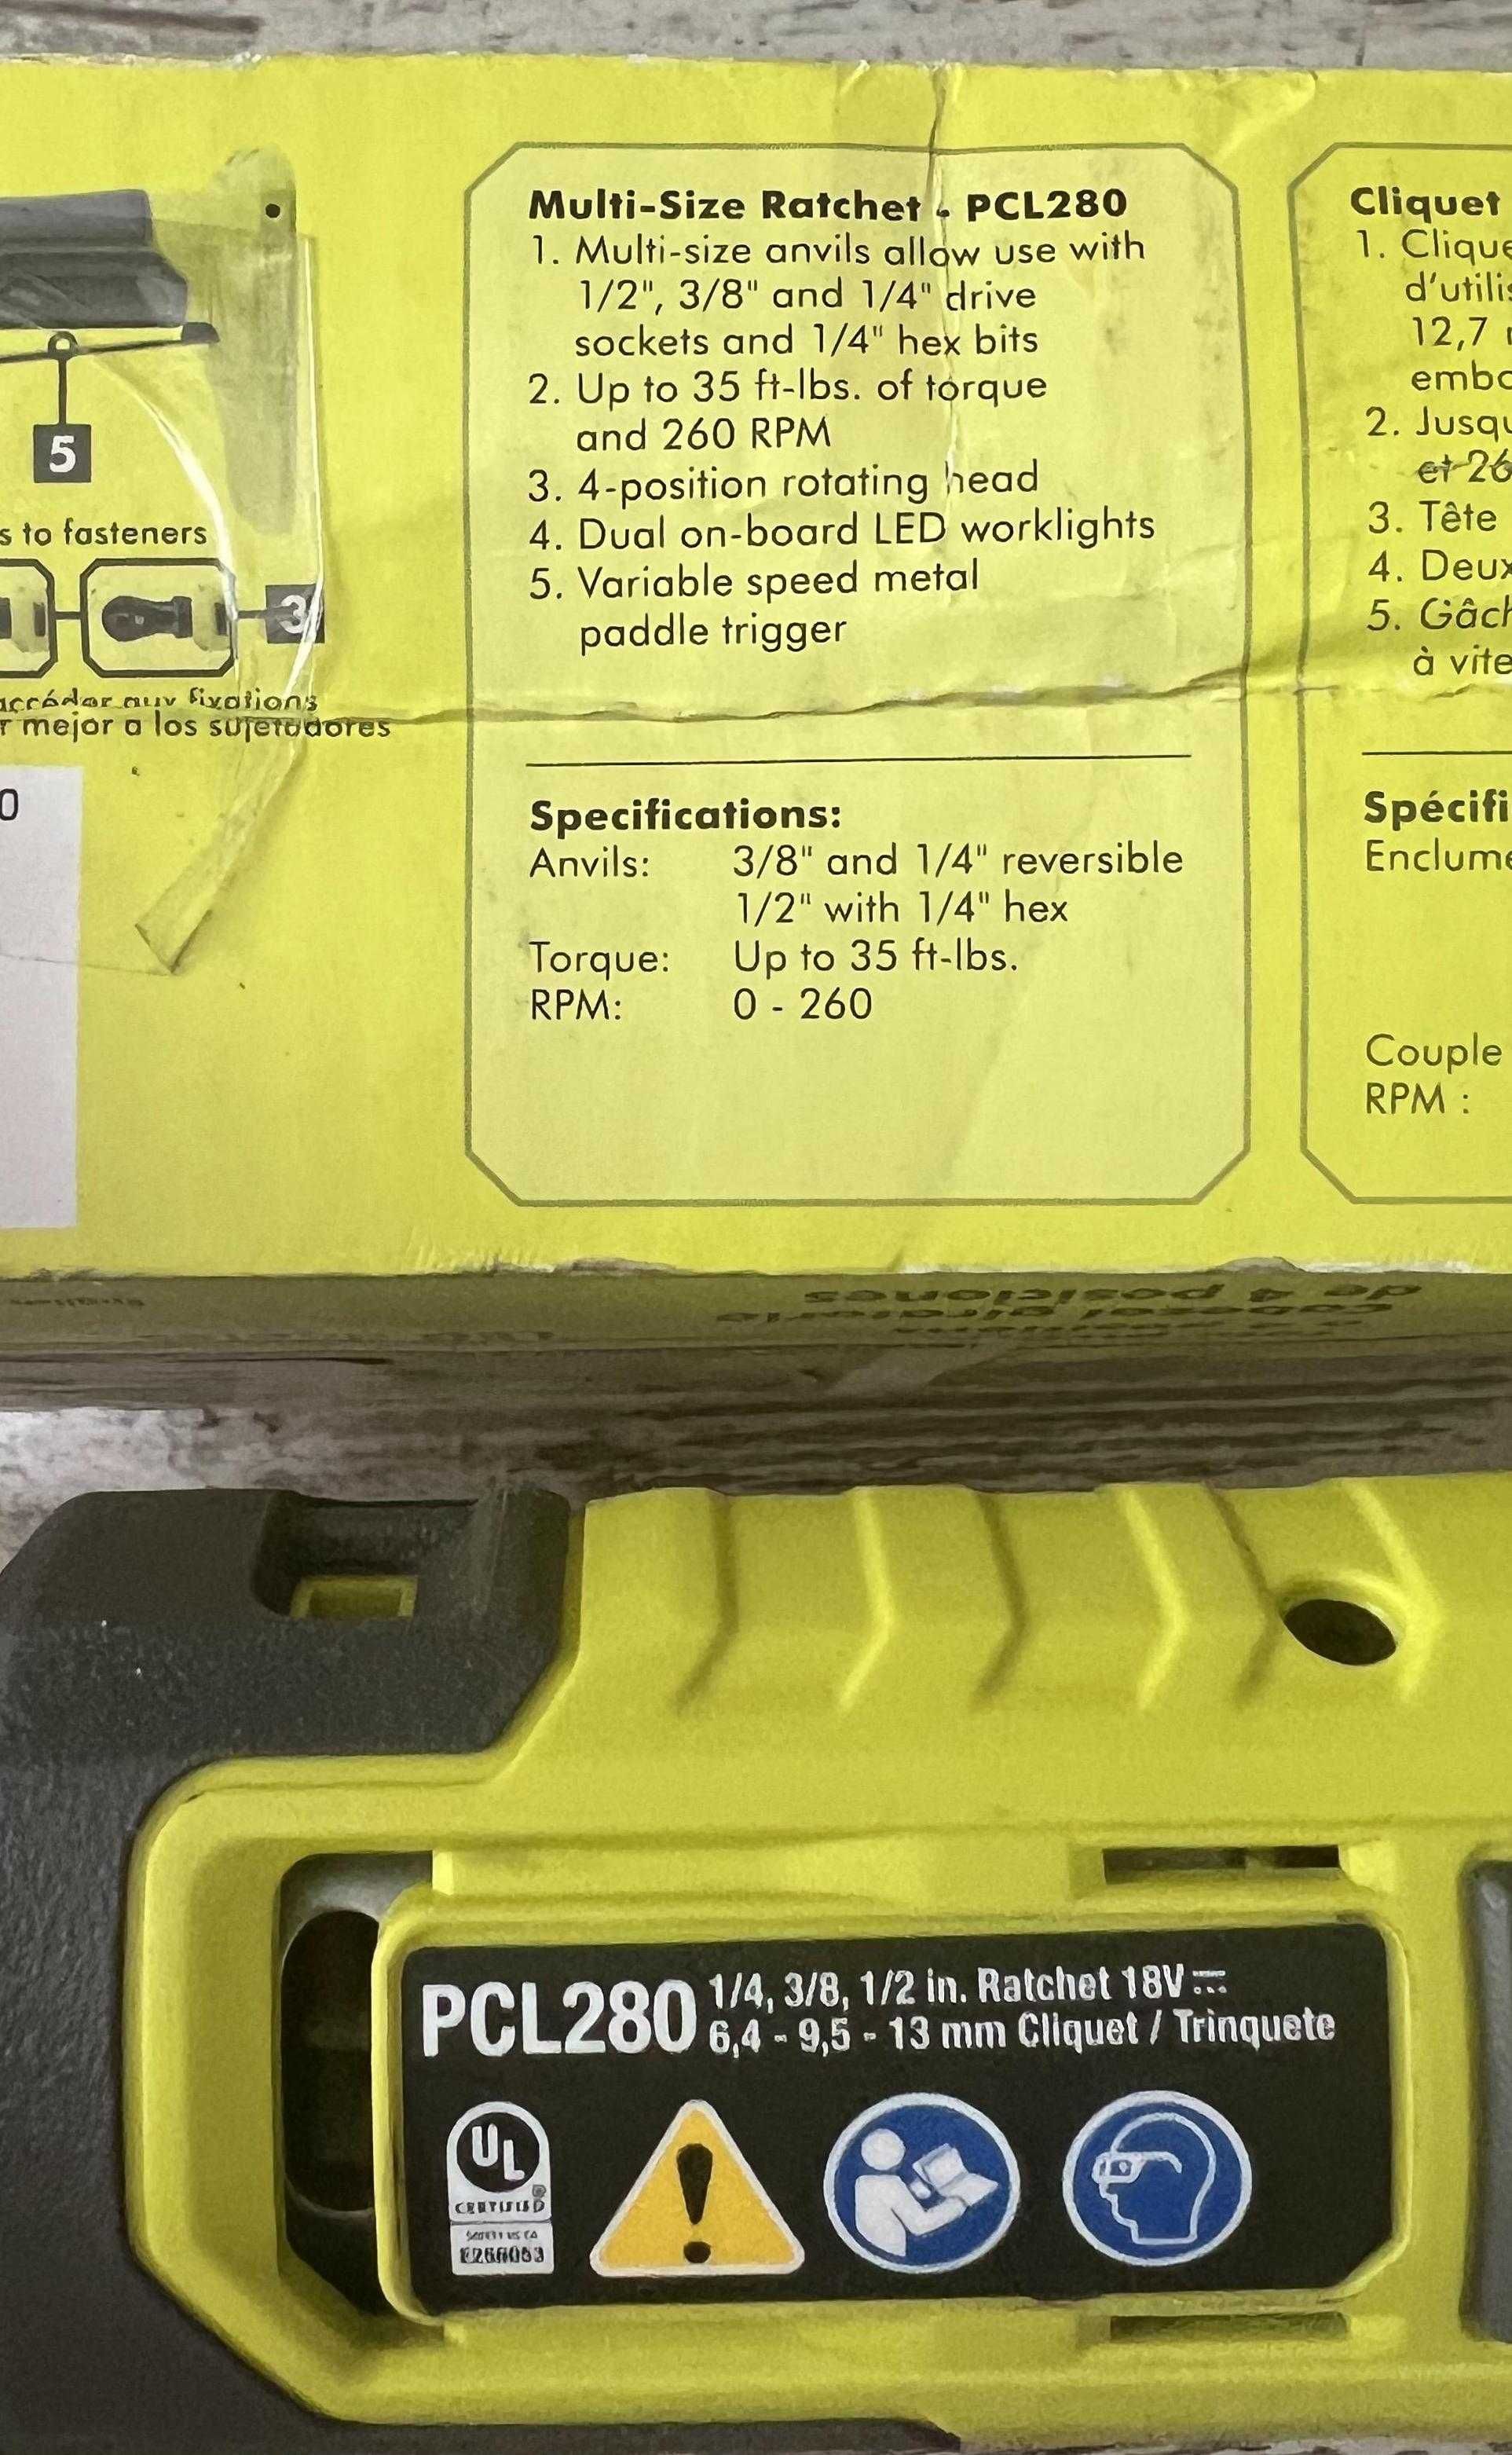 5
s to fasteners
3
accéder aux fixations
r mejor a los sujetadores
0
Multi-Size Ratchet - PCL280
1. Multi-size anvils allow use with
1/2", 3/8" and 1/4" drive
sockets and 1/4" hex bits
2. Up to 35 ft-lbs. of torque
and 260 RPM
3. 4-position rotating head
4. Dual on-board LED worklights
5. Variable speed metal
paddle trigger
Specifications:
Anvils: 3/8" and 1/4" reversible
1/2" with 1/4" hex
Torque: Up to 35 ft-lbs.
RPM: 0 - 260
Cliquet
1. Clique
d'utilis
12,7
embo
2. Jusqu
et 26
3. Tête
4. Deux
5. Gâch
à vite
Spécifi
Enclume
Couple
RPM :
cabezal giratorio
de 4 posiciones
PCL280 1/4, 3/8, 1/2 in. Ratchet 18V
6,4 - 9,5 - 13 mm Cliquet / Trinquete
UL
CERTIFIED
SAFETY US CA
E266053